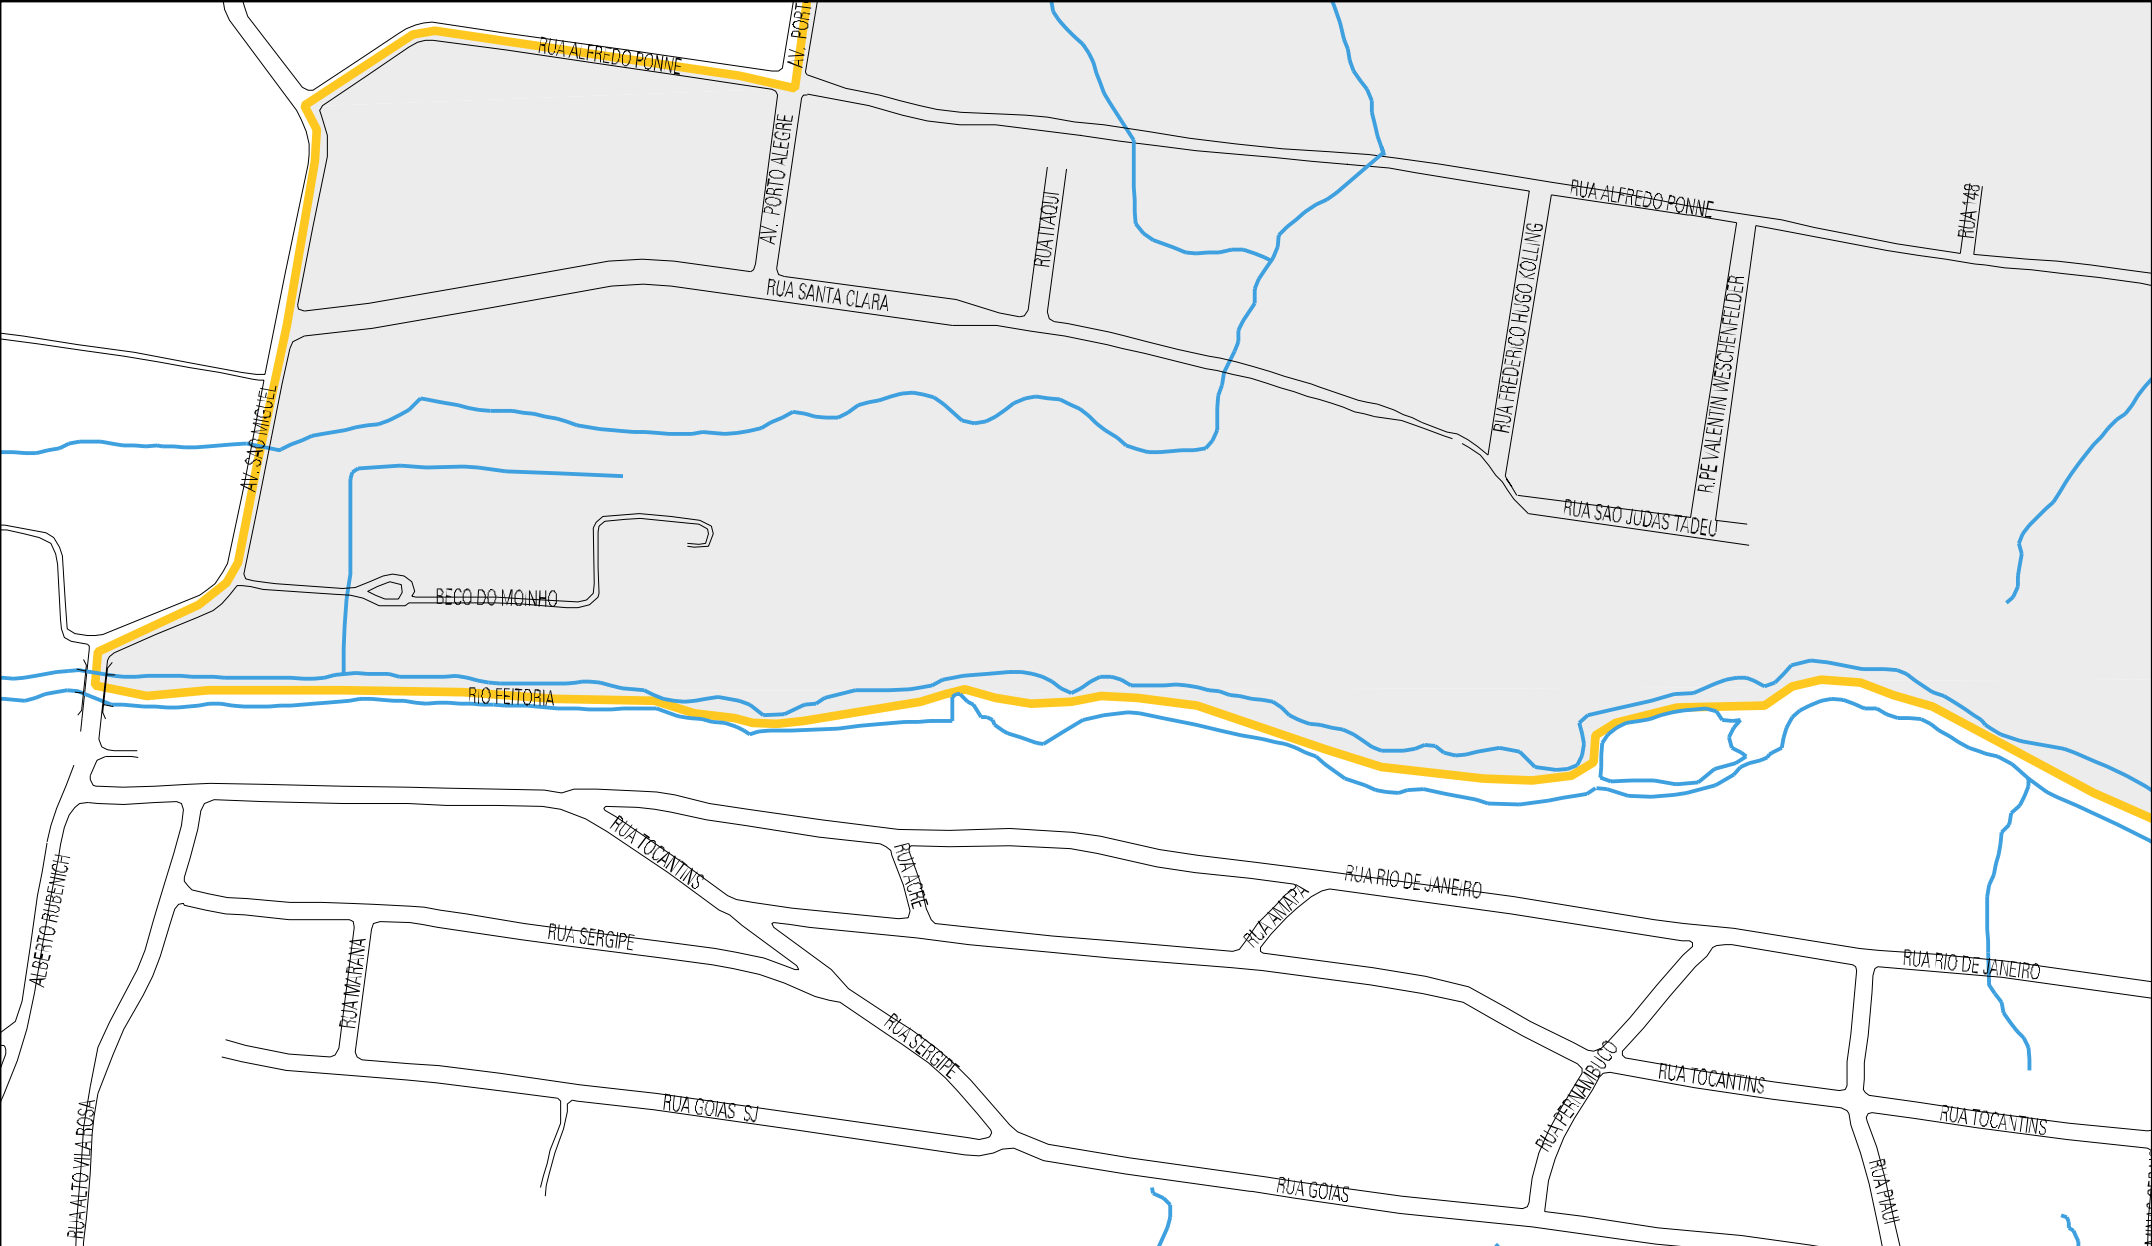 RUA ALFREDO PONNE
AV. PORT
AV. PORTO ALEGRE
RUA ITAQUI
RUA ALFREDO PONNE
RUA 148
RUA SANTA CLARA
RUA FREDERICO HUGO KOLLING
R.PE VALENTIN WESCHENFELDER
AV. SAO MIGUEL
RUA SAO JUDAS TADEU
BECO DO MOINHO
RIO FEITORIA
RUA TOCANTINS
RUA ACRE
RUA RIO DE JANEIRO
RUA AMAPA
ALBERTO RUBENICH
RUA SERGIPE
RUA MARANA
RUA RIO DE JANEIRO
RUA SERGIPE
RUA PERNAMBUCO
RUA TOCANTINS
RUA GOIAS SJ
RUA TOCANTINS
RUA ALTO VILA ROSA
RUA GOIAS
RUA PIAUI